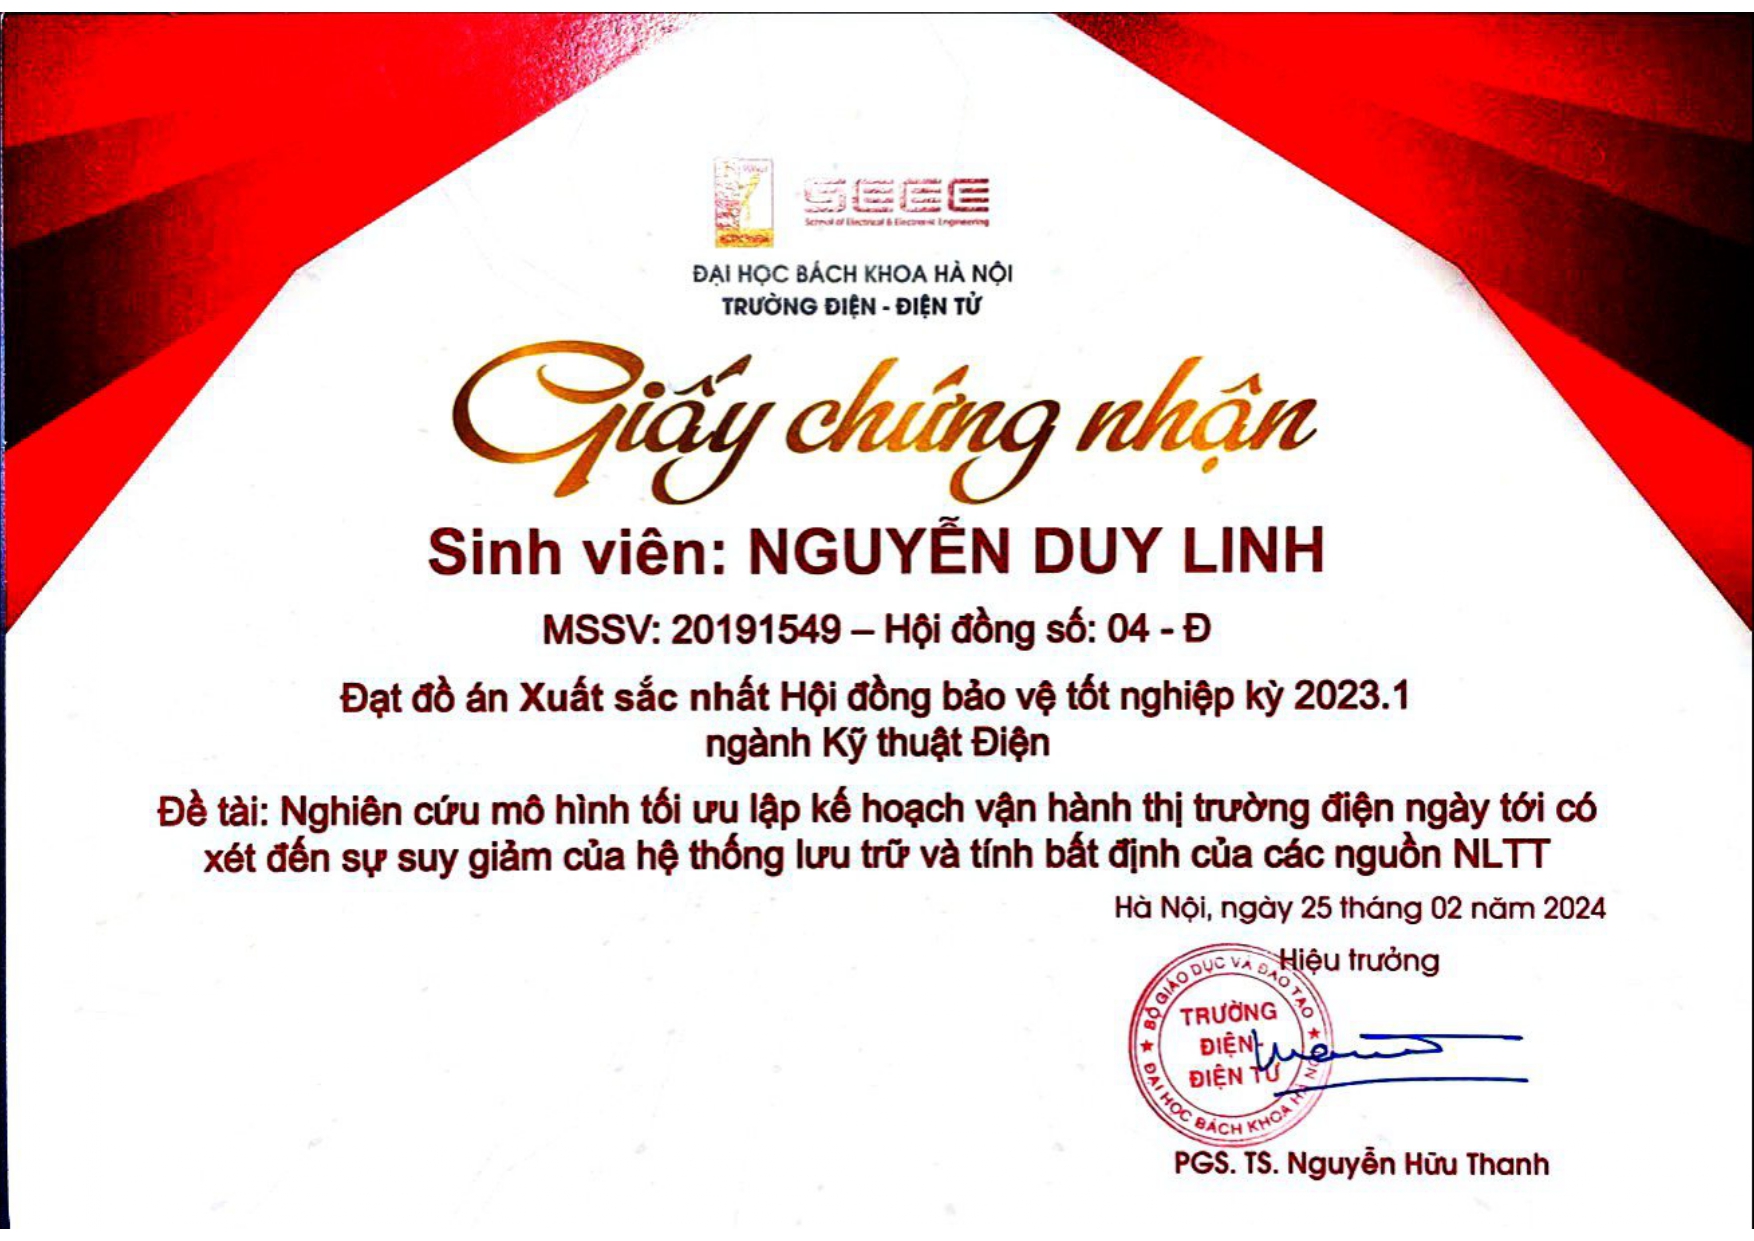 SEEE
School of Electrical & Electronic Engineering
ĐẠI HỌC BÁCH KHOA HÀ NỘI
TRƯỜNG ĐIỆN - ĐIỆN TỬ
Giấy chứng nhận
Sinh viên: NGUYỄN DUY LINH
MSSV: 20191549 – Hội đồng số: 04 - Đ
Đạt đồ án Xuất sắc nhất Hội đồng bảo vệ tốt nghiệp kỳ 2023.1
ngành Kỹ thuật Điện
Đề tài: Nghiên cứu mô hình tối ưu lập kế hoạch vận hành thị trường điện ngày tới có
xét đến sự suy giảm của hệ thống lưu trữ và tính bất định của các nguồn NLTT
Hà Nội, ngày 25 tháng 02 năm 2024
Hiệu trưởng
BỘ GIÁO DỤC VÀ ĐÀO TẠO
TRƯỜNG
ĐIỆN-
ĐIỆN TỬ
ĐẠI HỌC BÁCH KHOA HÀ NỘI
PGS. TS. Nguyễn Hữu Thanh